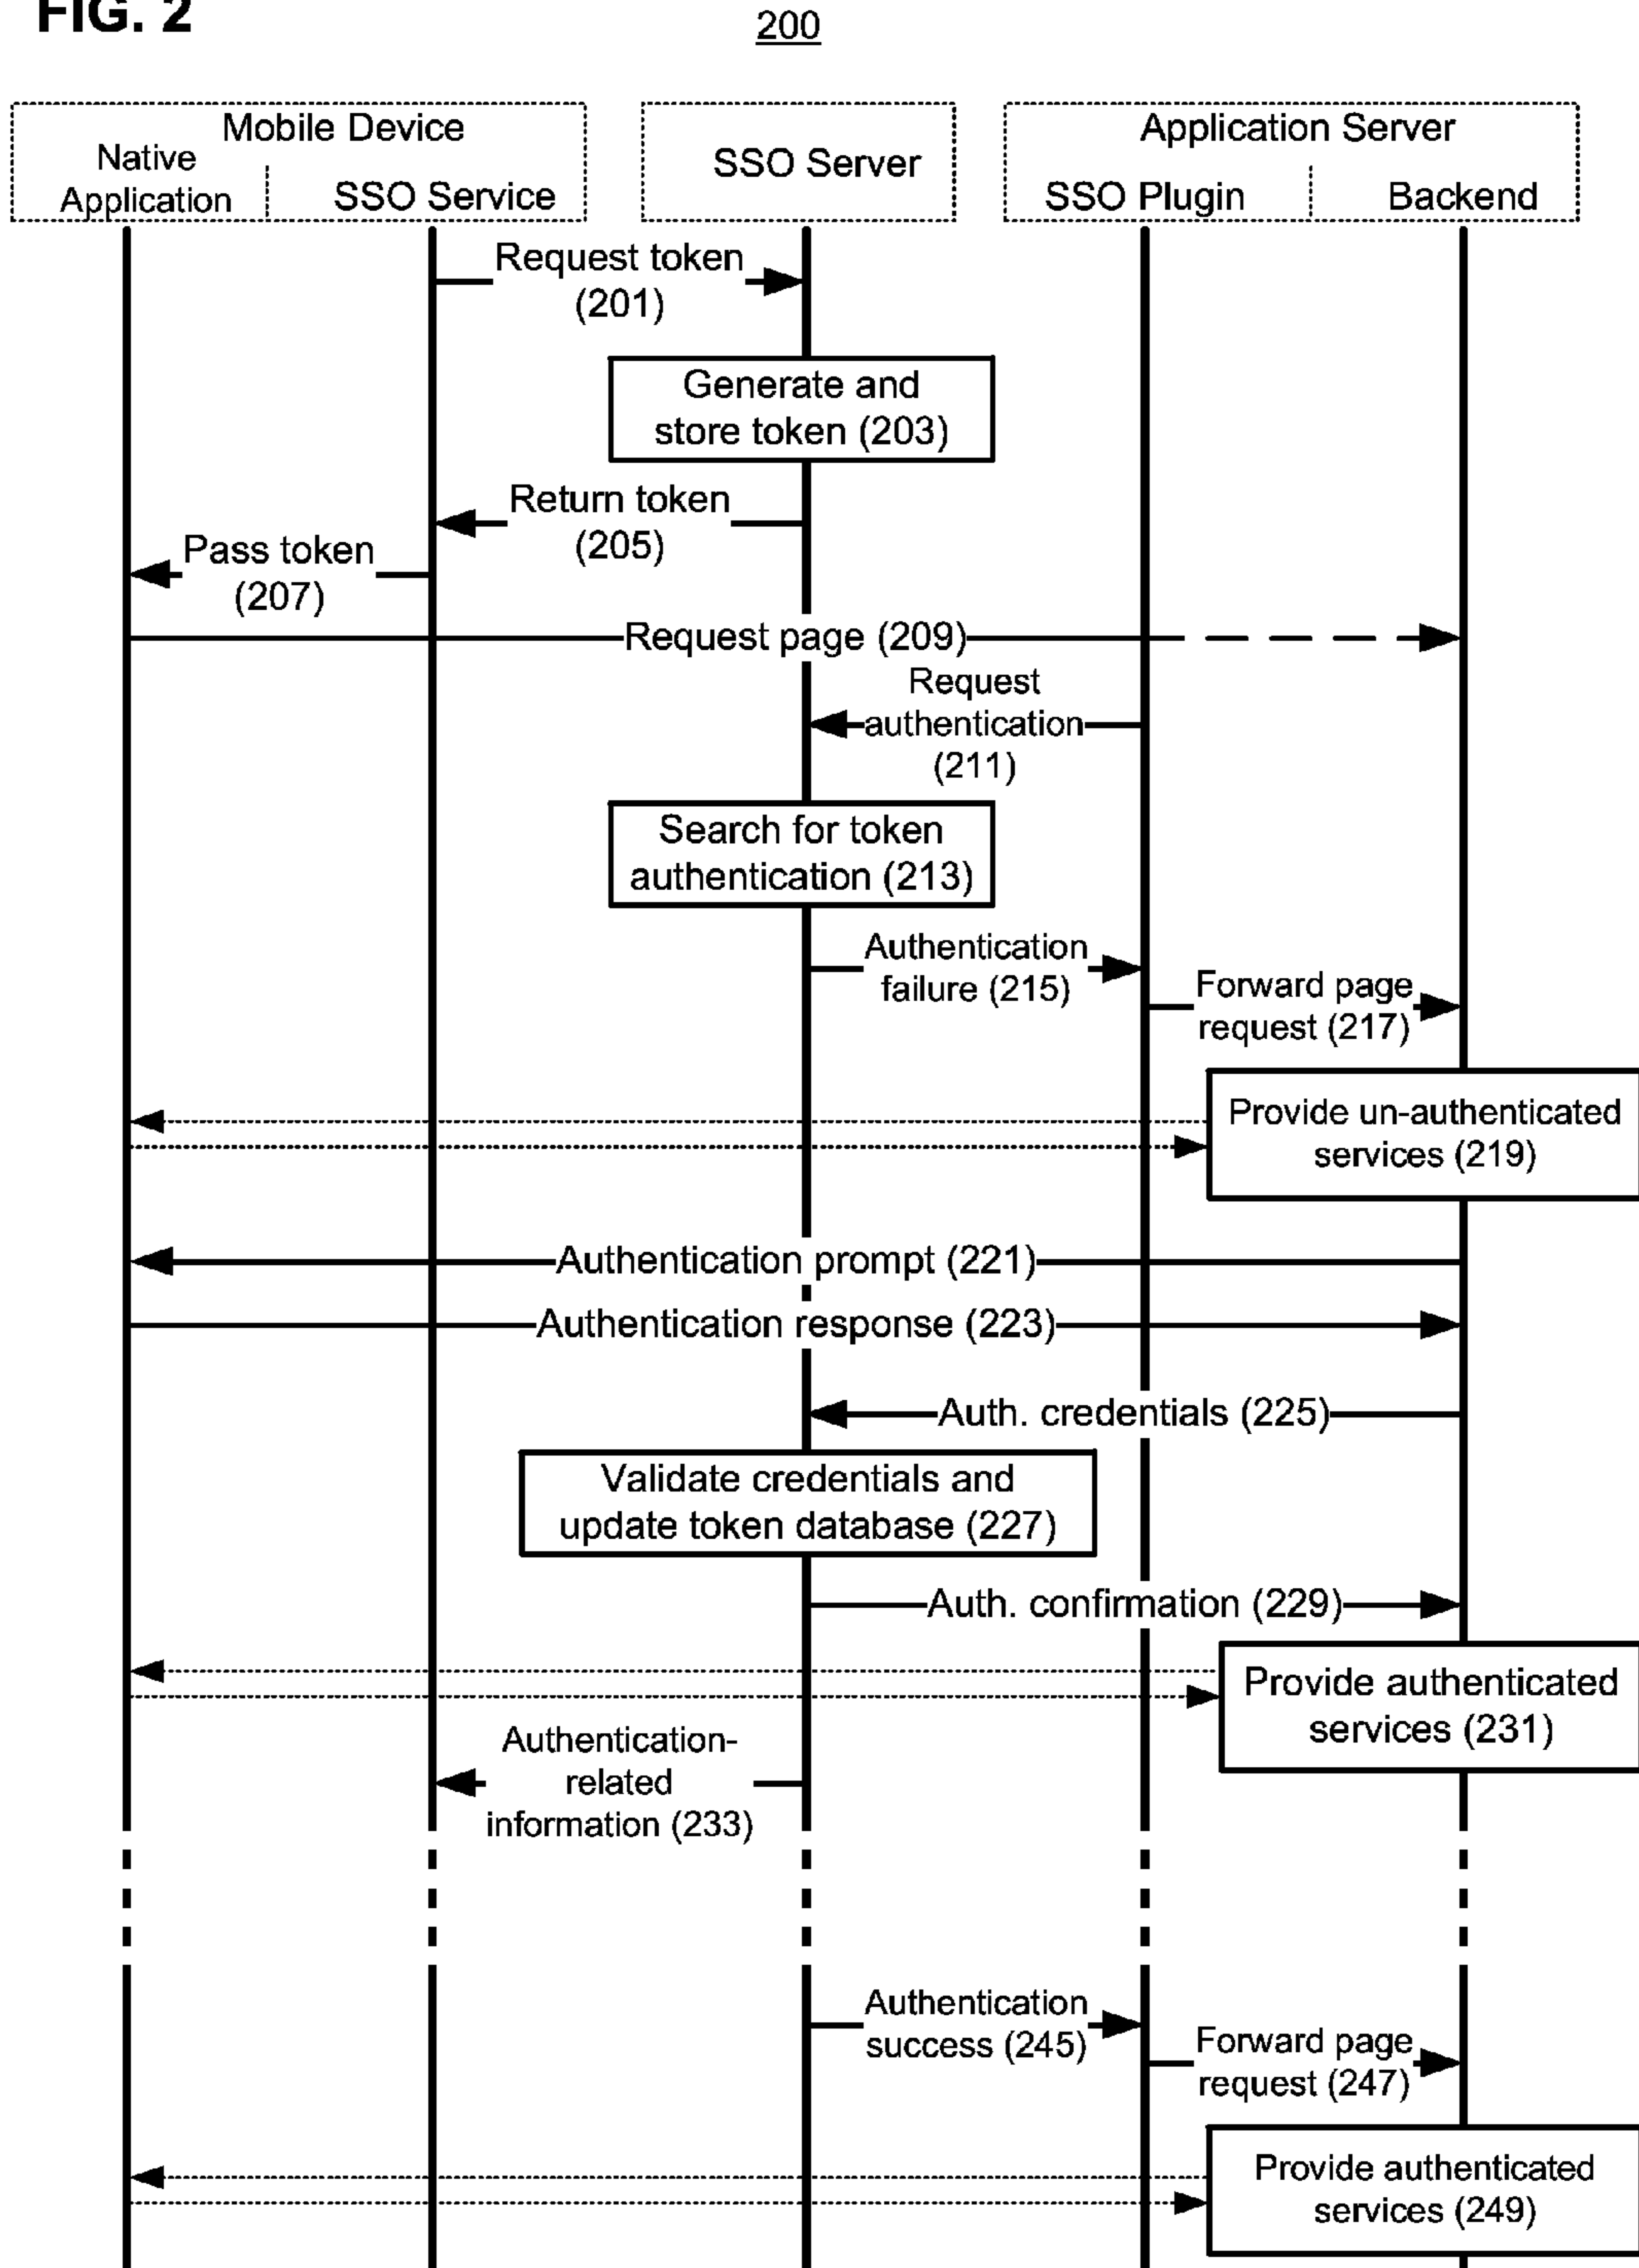 FIG. 2
200
Mobile Device
Native
Application
SSO Service
SSO Server
Application Server
SSO Plugin
Backend
Request token
(201)
Generate and
store token (203)
Return token
(205)
Pass token
(207)
Request page (209)
Request
authentication
(211)
Search for token
authentication (213)
Authentication
failure (215)
Forward page
request (217)
Provide un-authenticated
services (219)
Authentication prompt (221)
Authentication response (223)
Auth. credentials (225)
Validate credentials and
update token database (227)
Auth. confirmation (229)
Provide authenticated
services (231)
Authentication-
related
information (233)
Authentication
success (245)
Forward page
request (247)
Provide authenticated
services (249)